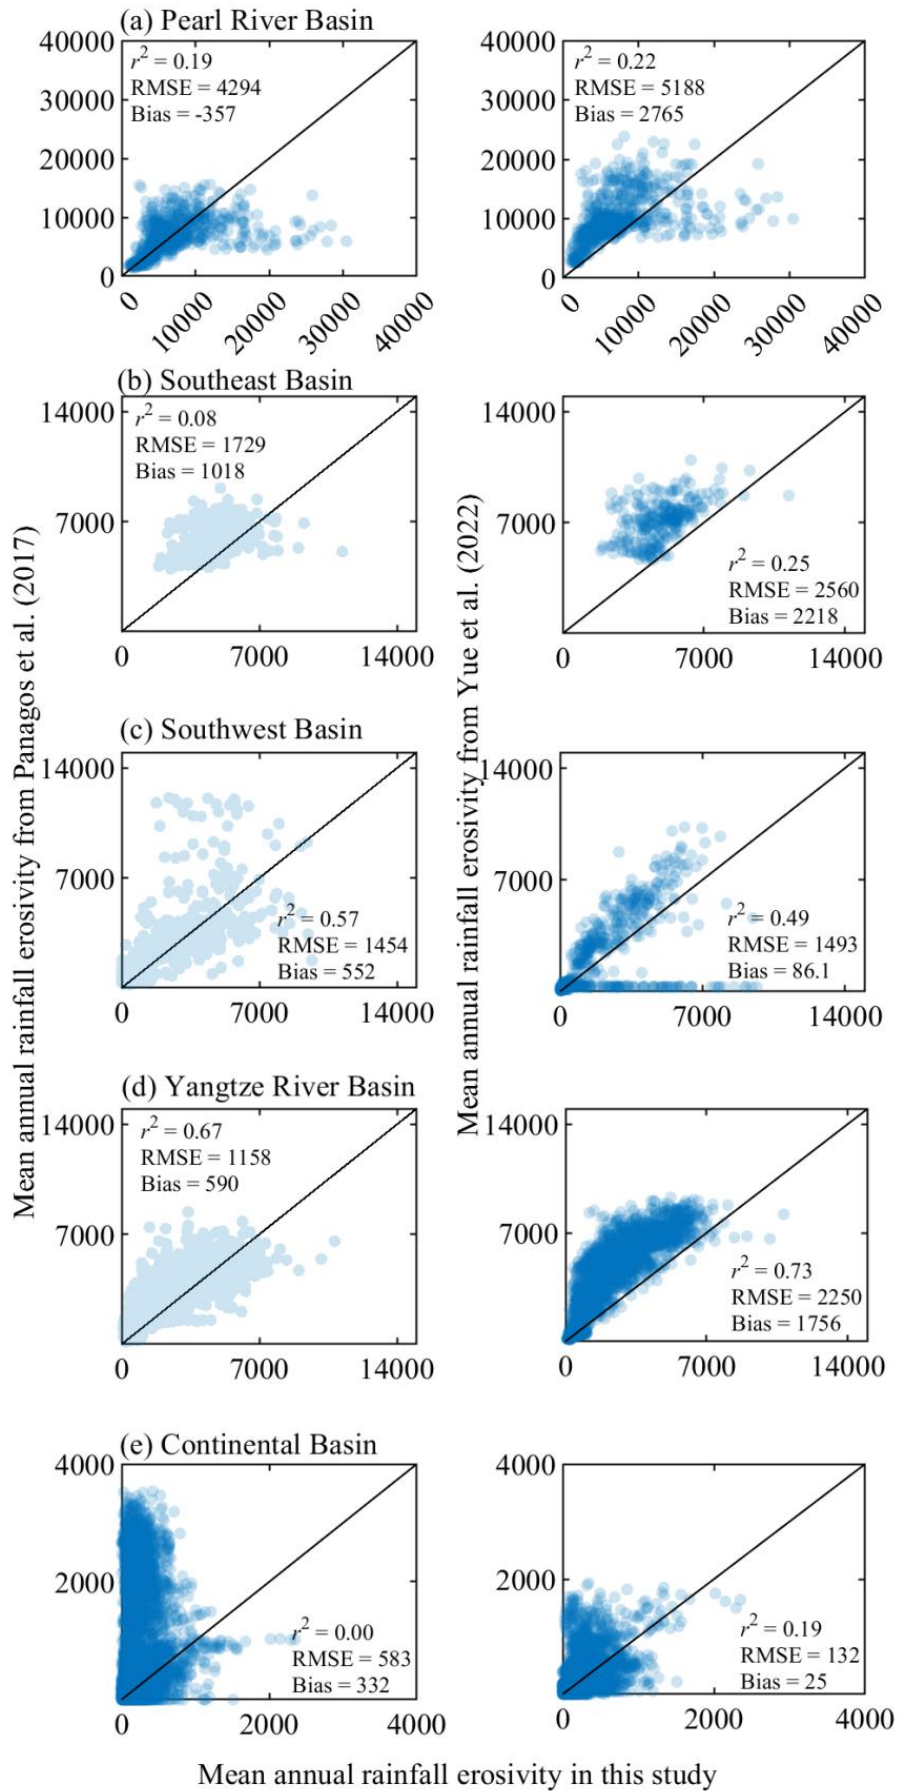 (a) Pearl River Basin
40000
30000
20000
10000
0
r² = 0.19
RMSE = 4294
Bias = -357
0
10000
20000
30000
40000
40000
30000
20000
10000
0
r² = 0.22
RMSE = 5188
Bias = 2765
0
10000
20000
30000
40000
(b) Southeast Basin
14000
7000
r² = 0.08
RMSE = 1729
Bias = 1018
0
7000
14000
14000
7000
r² = 0.25
RMSE = 2560
Bias = 2218
0
7000
14000
Mean annual rainfall erosivity from Panagos et al. (2017)
Mean annual rainfall erosivity from Yue et al. (2022)
(c) Southwest Basin
14000
7000
r² = 0.57
RMSE = 1454
Bias = 552
0
7000
14000
14000
7000
r² = 0.49
RMSE = 1493
Bias = 86.1
0
7000
14000
(d) Yangtze River Basin
14000
7000
r² = 0.67
RMSE = 1158
Bias = 590
0
7000
14000
14000
7000
r² = 0.73
RMSE = 2250
Bias = 1756
0
7000
14000
(e) Continental Basin
4000
2000
0
r² = 0.00
RMSE = 583
Bias = 332
0
2000
4000
4000
2000
0
r² = 0.19
RMSE = 132
Bias = 25
0
2000
4000
Mean annual rainfall erosivity in this study